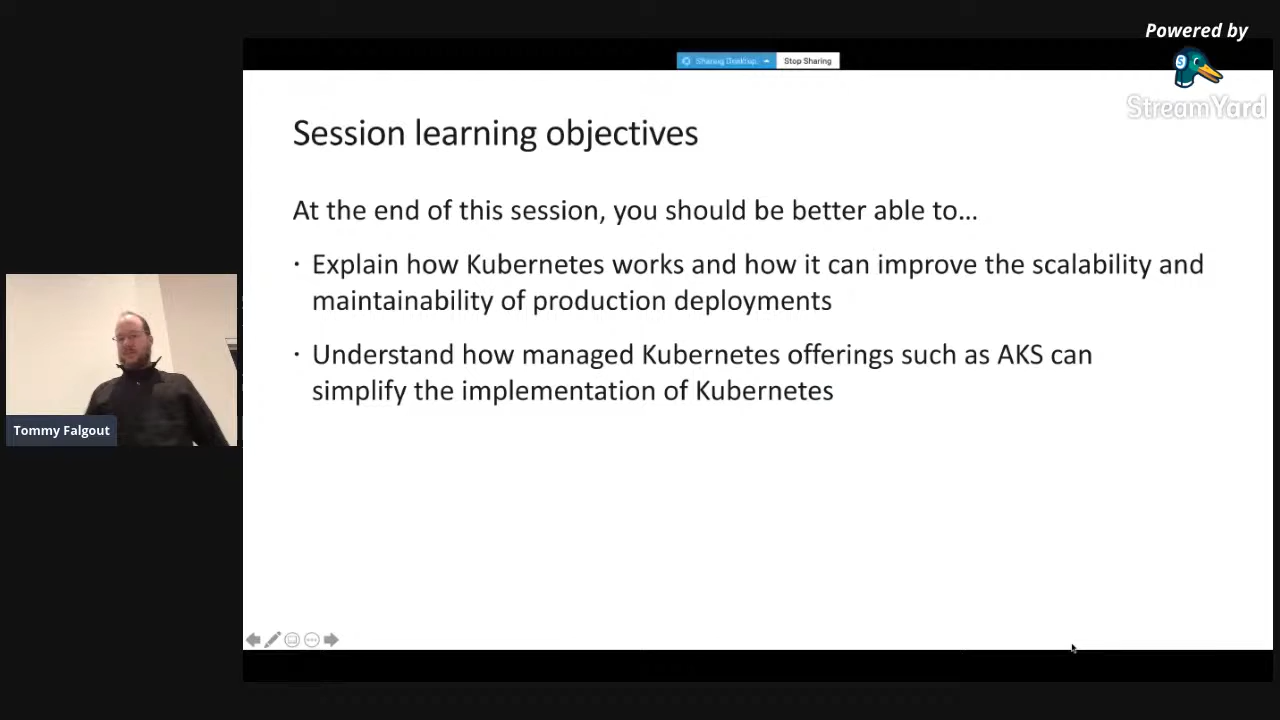 Powered by
StreamYard
Sharing Desktop
Stop Sharing
Session learning objectives
At the end of this session, you should be better able to…
· Explain how Kubernetes works and how it can improve the scalability and
maintainability of production deployments
· Understand how managed Kubernetes offerings such as AKS can
simplify the implementation of Kubernetes
Tommy Falgout